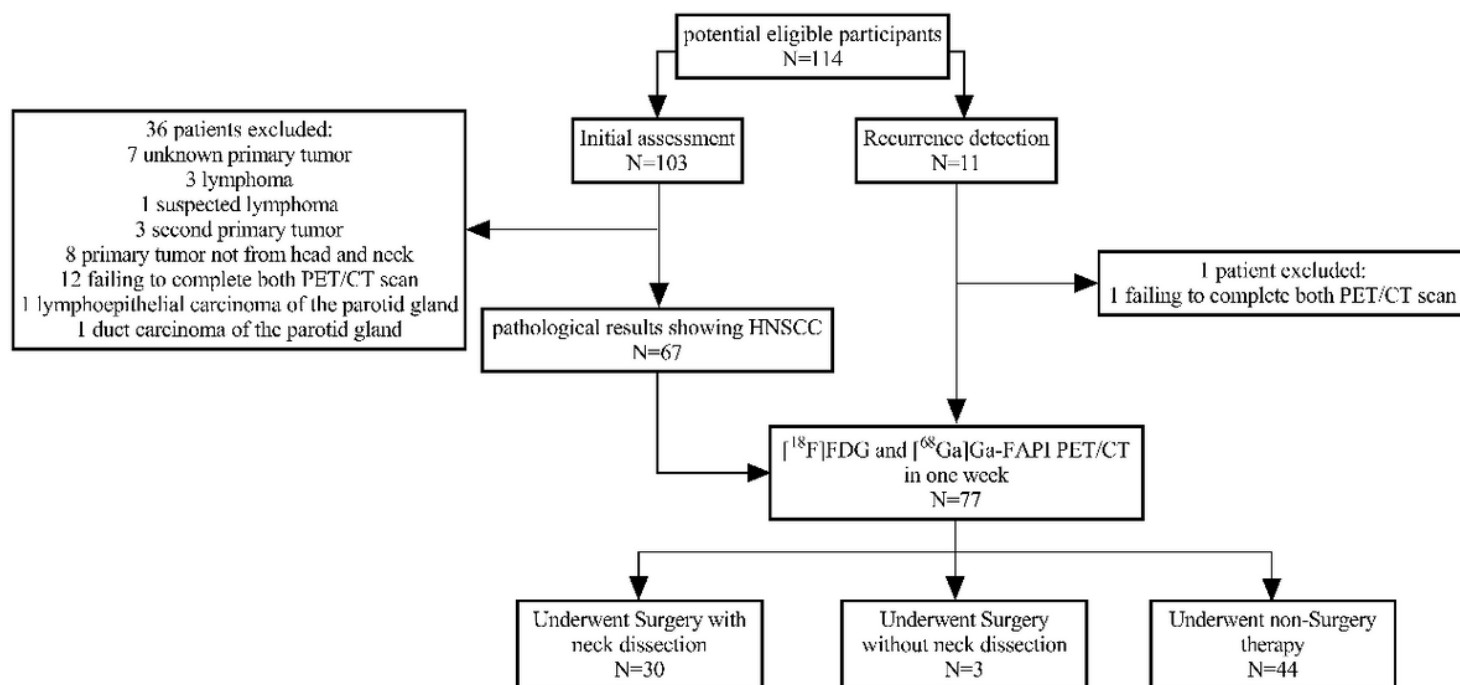 potential eligible participants
N=114
36 patients excluded:
7 unknown primary tumor
3 lymphoma
1 suspected lymphoma
3 second primary tumor
8 primary tumor not from head and neck
12 failing to complete both PET/CT scan
1 lymphoepithelial carcinoma of the parotid gland
1 duct carcinoma of the parotid gland
Initial assessment
N=103
Recurrence detection
N=11
1 patient excluded:
1 failing to complete both PET/CT scan
pathological results showing HNSCC
N=67
[¹⁸F]FDG and [⁶⁸Ga]Ga-FAPI PET/CT
in one week
N=77
Underwent Surgery with
neck dissection
N=30
Underwent Surgery
without neck dissection
N=3
Underwent non-Surgery
therapy
N=44